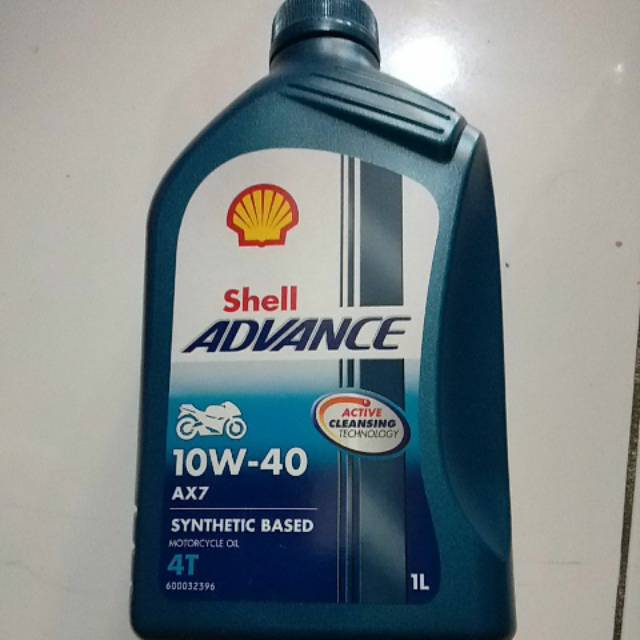 Shell
ADVANCE
ACTIVE
CLEANSING
TECHNOLOGY
10W-40
AX7
SYNTHETIC BASED
MOTORCYCLE OIL
4T
600032396
1L